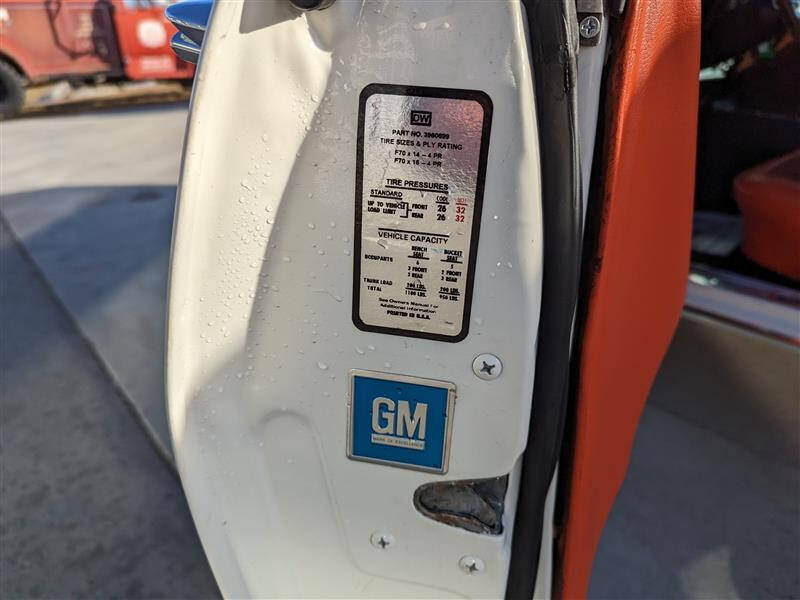 DW
PART NO. 3960699
TIRE SIZES & PLY RATING
F70 x 14 – 4 PR
F70 x 15 – 4 PR
TIRE PRESSURES
STANDARD COOL HOT
UP TO VEHICLE FRONT 26 32
LOAD LIMIT REAR 26 32
VEHICLE CAPACITY
BENCH SEAT BUCKET SEAT
OCCUPANTS 6 5
3 FRONT 2 FRONT
3 REAR 3 REAR
TRUNK LOAD 200 LBS. 200 LBS.
TOTAL 1100 LBS. 950 LBS.
See Owners Manual For
Additional Information
PRINTED IN U.S.A.
GM
MARK OF EXCELLENCE